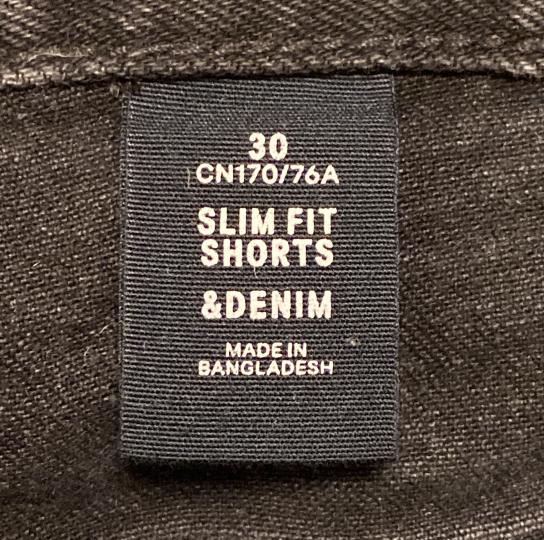 30
CN170/76A
SLIM FIT
SHORTS
&DENIM
MADE IN
BANGLADESH